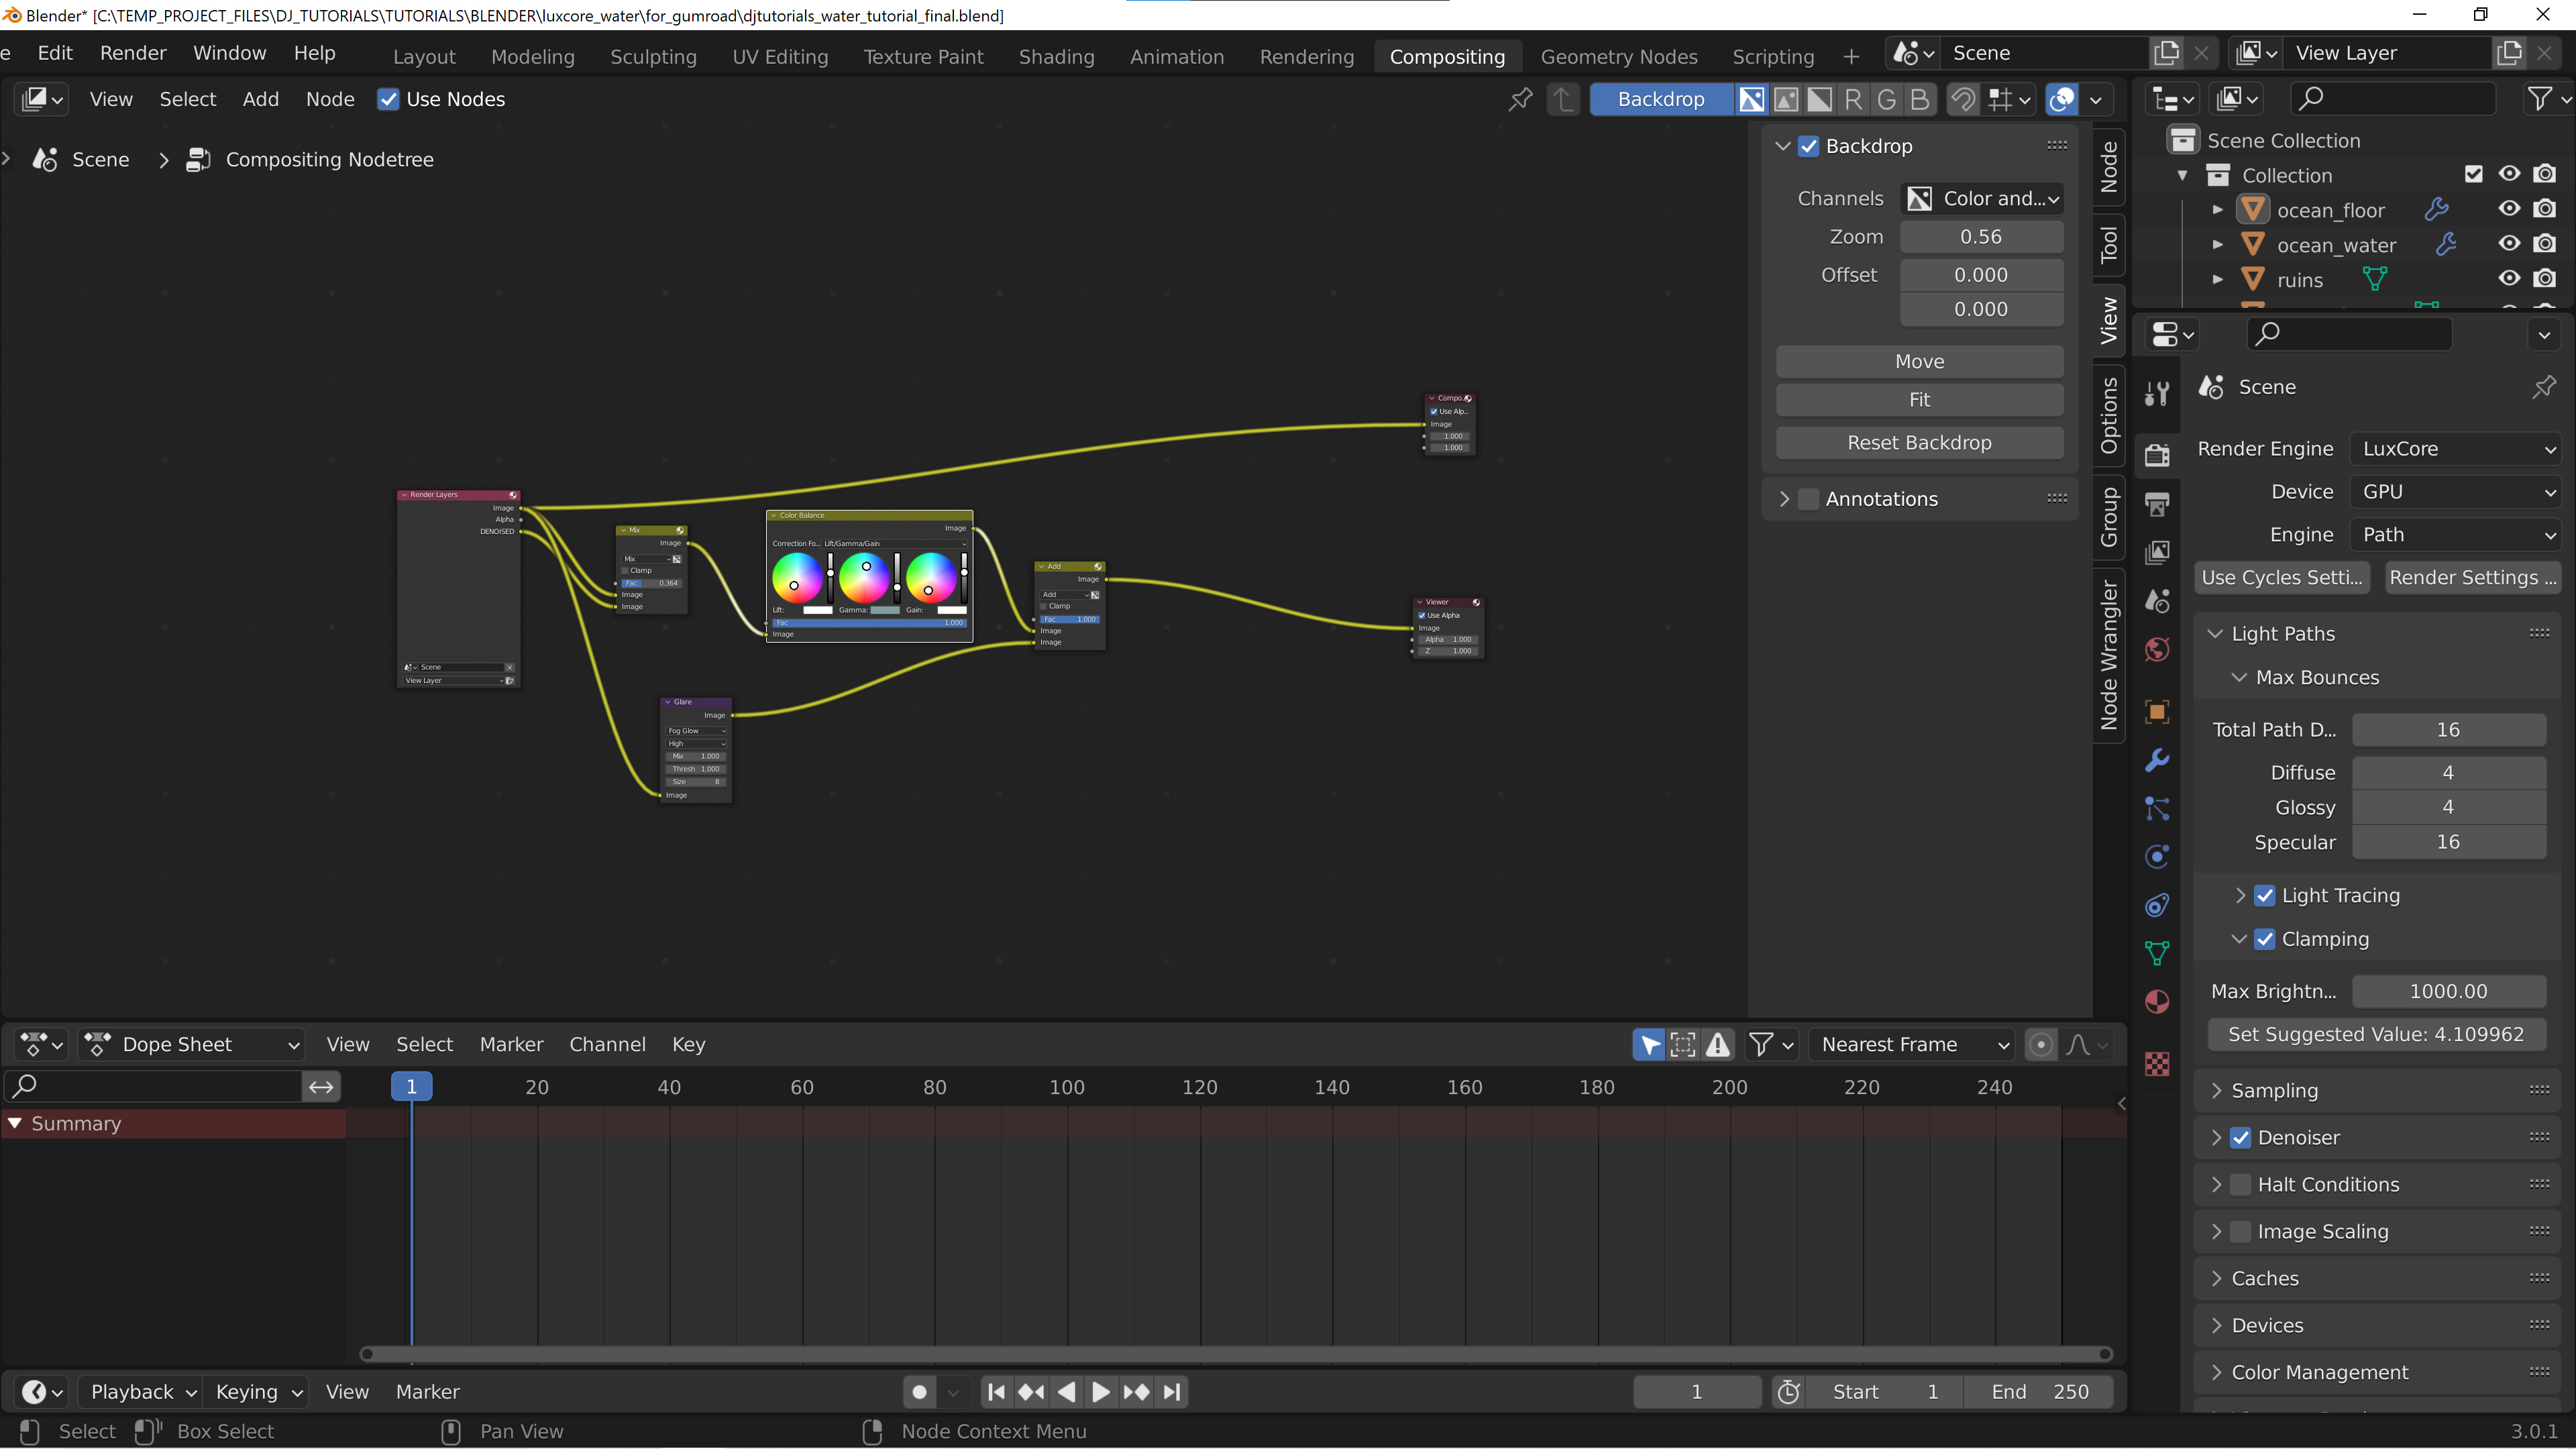 Blender* [C:\TEMP_PROJECT_FILES\DJ_TUTORIALS\TUTORIALS\BLENDER\luxcore_water\for_gumroad\djtutorials_water_tutorial_final.blend]
e Edit Render Window Help Layout Modeling Sculpting UV Editing Texture Paint Shading Animation Rendering Compositing Geometry Nodes Scripting + Scene View Layer
View Select Add Node Use Nodes Backdrop R G B
Scene > Compositing Nodetree
Backdrop
Channels Color and...
Zoom 0.56
Offset 0.000
0.000
Move
Fit
Reset Backdrop
Annotations
Node
Tool
View
Options
Group
Node Wrangler
Render Layers
Image
Alpha
DENOISED
Scene
View Layer
Mix
Image
Mix
Clamp
Fac 0.364
Image
Image
Color Balance
Image
Correction Fo... Lift/Gamma/Gain
Lift: Gamma: Gain:
Fac 1.000
Image
Glare
Image
Fog Glow
High
Mix 1.000
Thresh 1.000
Size 8
Image
Add
Image
Add
Clamp
Fac 1.000
Image
Image
Compo...
Use Alp...
Image
1.000
1.000
Viewer
Use Alpha
Image
Alpha 1.000
Z 1.000
Scene Collection
Collection
ocean_floor
ocean_water
ruins
Scene
Render Engine LuxCore
Device GPU
Engine Path
Use Cycles Setti... Render Settings ...
Light Paths
Max Bounces
Total Path D... 16
Diffuse 4
Glossy 4
Specular 16
Light Tracing
Clamping
Max Brightn... 1000.00
Set Suggested Value: 4.109962
Sampling
Denoiser
Halt Conditions
Image Scaling
Caches
Devices
Color Management
Dope Sheet View Select Marker Channel Key Nearest Frame
1 20 40 60 80 100 120 140 160 180 200 220 240
Summary
Playback Keying View Marker 1 Start 1 End 250
Select Box Select Pan View Node Context Menu 3.0.1